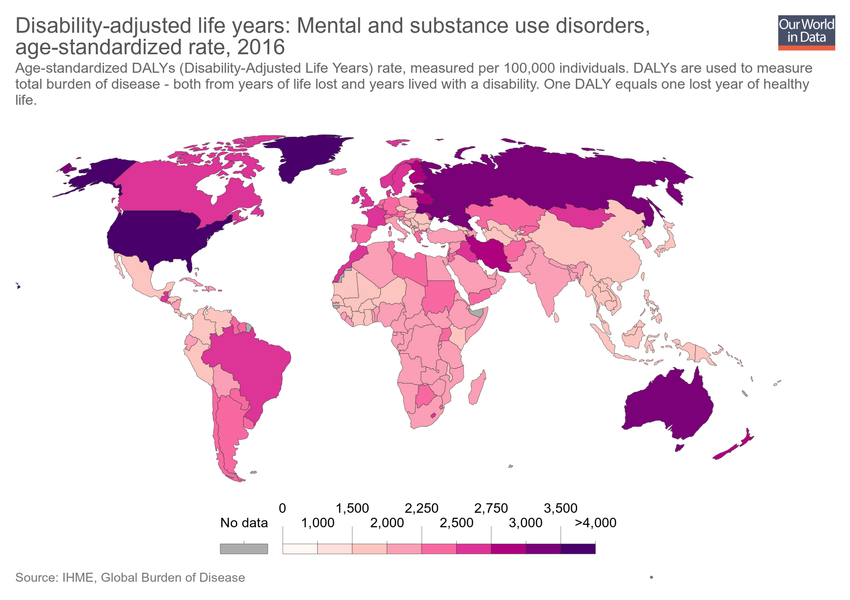 Disability-adjusted life years: Mental and substance use disorders,
age-standardized rate, 2016
Our World
in Data
Age-standardized DALYs (Disability-Adjusted Life Years) rate, measured per 100,000 individuals. DALYs are used to measure
total burden of disease - both from years of life lost and years lived with a disability. One DALY equals one lost year of healthy
life.
0 1,500 2,250 2,750 3,500
No data 1,000 2,000 2,500 3,000 >4,000
Source: IHME, Global Burden of Disease